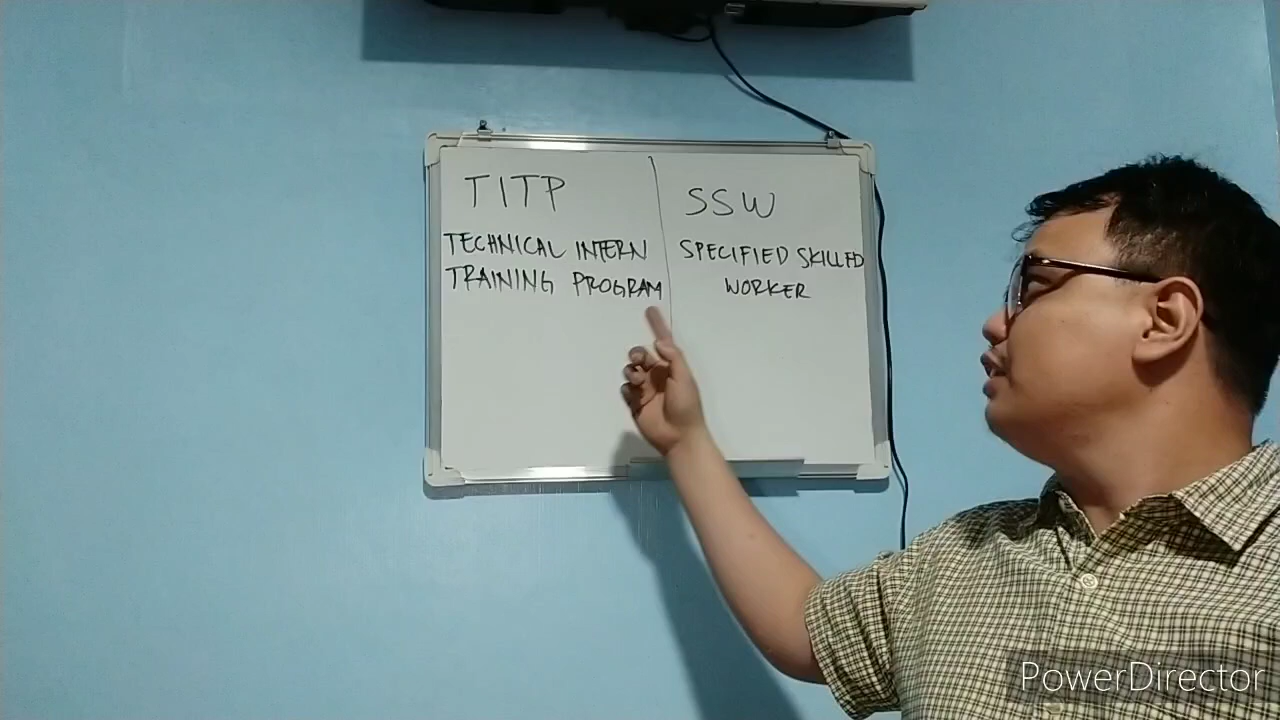 TITP
TECHNICAL INTERN
TRAINING PROGRAM
SSW
SPECIFIED SKILLED
WORKER
PowerDirector